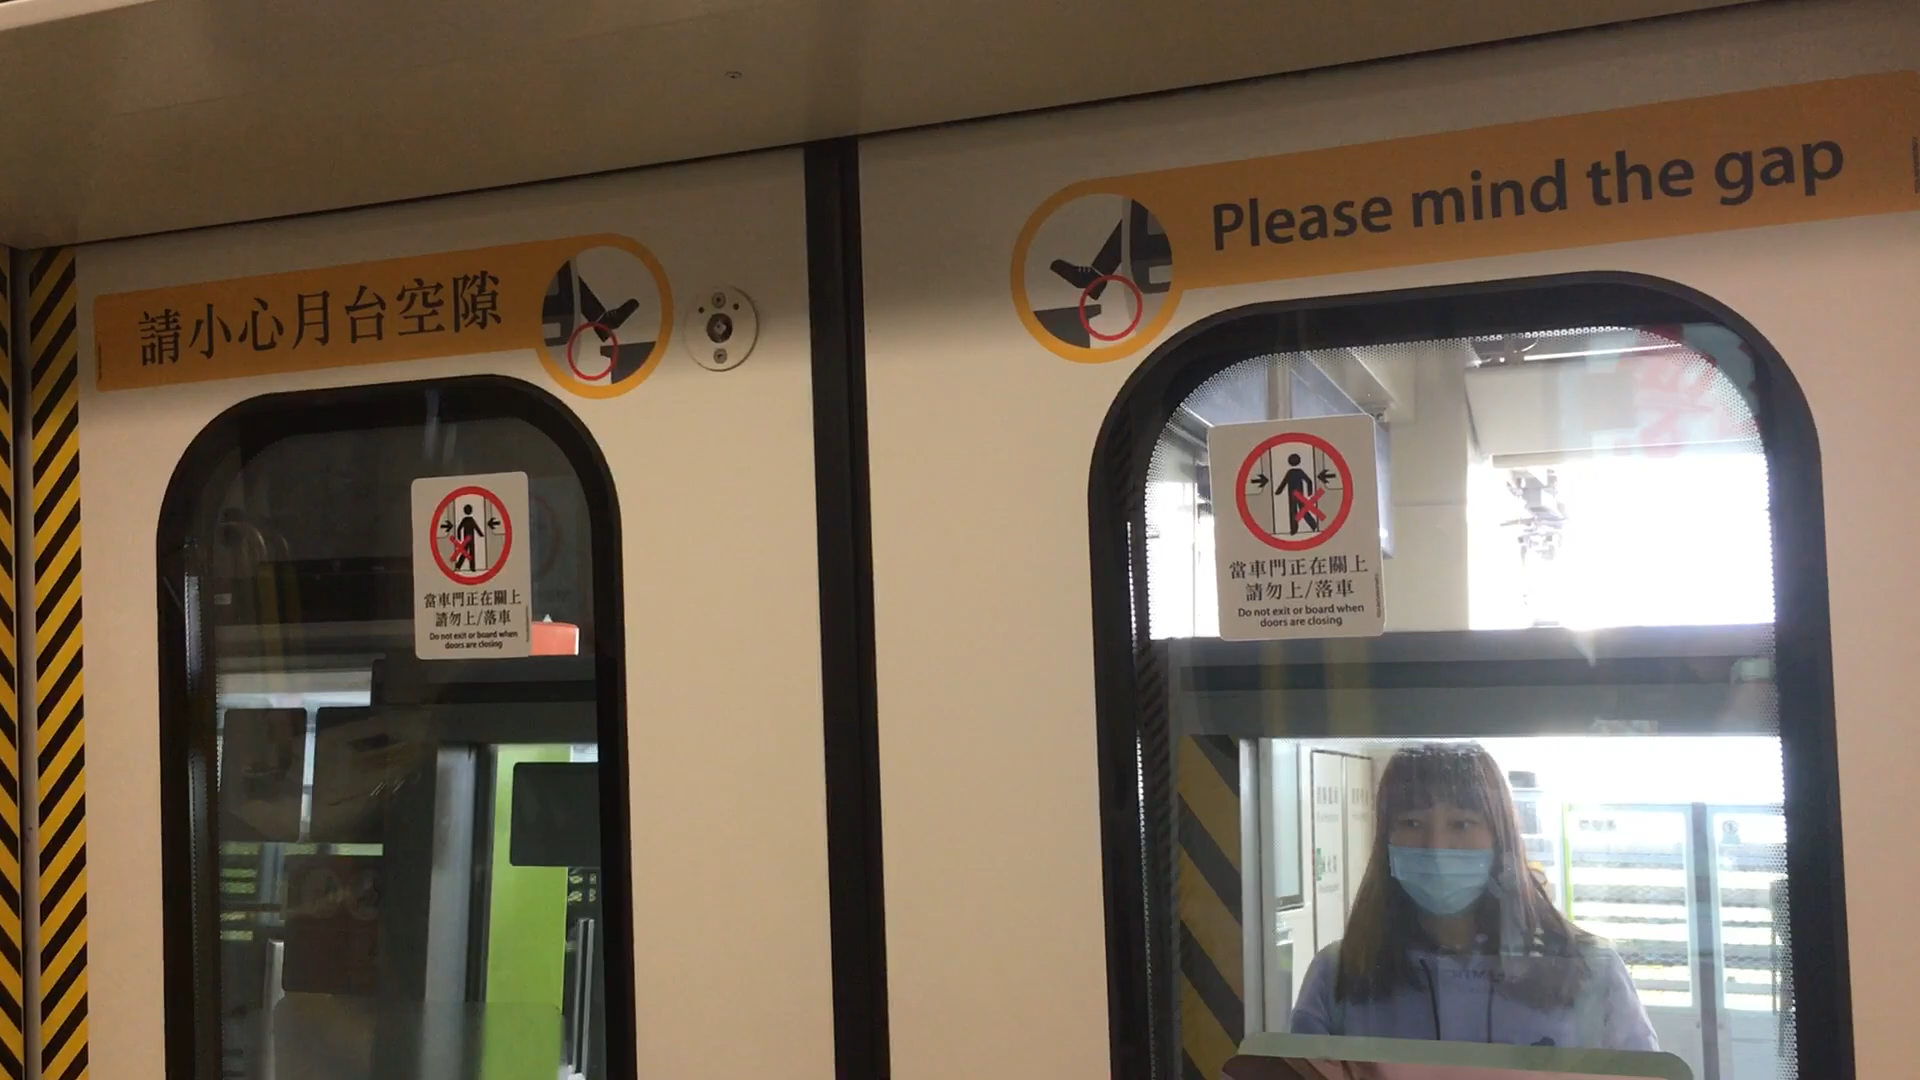 請小心月台空隙
Please mind the gap
當車門正在關上
請勿上/落車
Do not exit or board when
doors are closing
當車門正在關上
請勿上/落車
Do not exit or board when
doors are closing